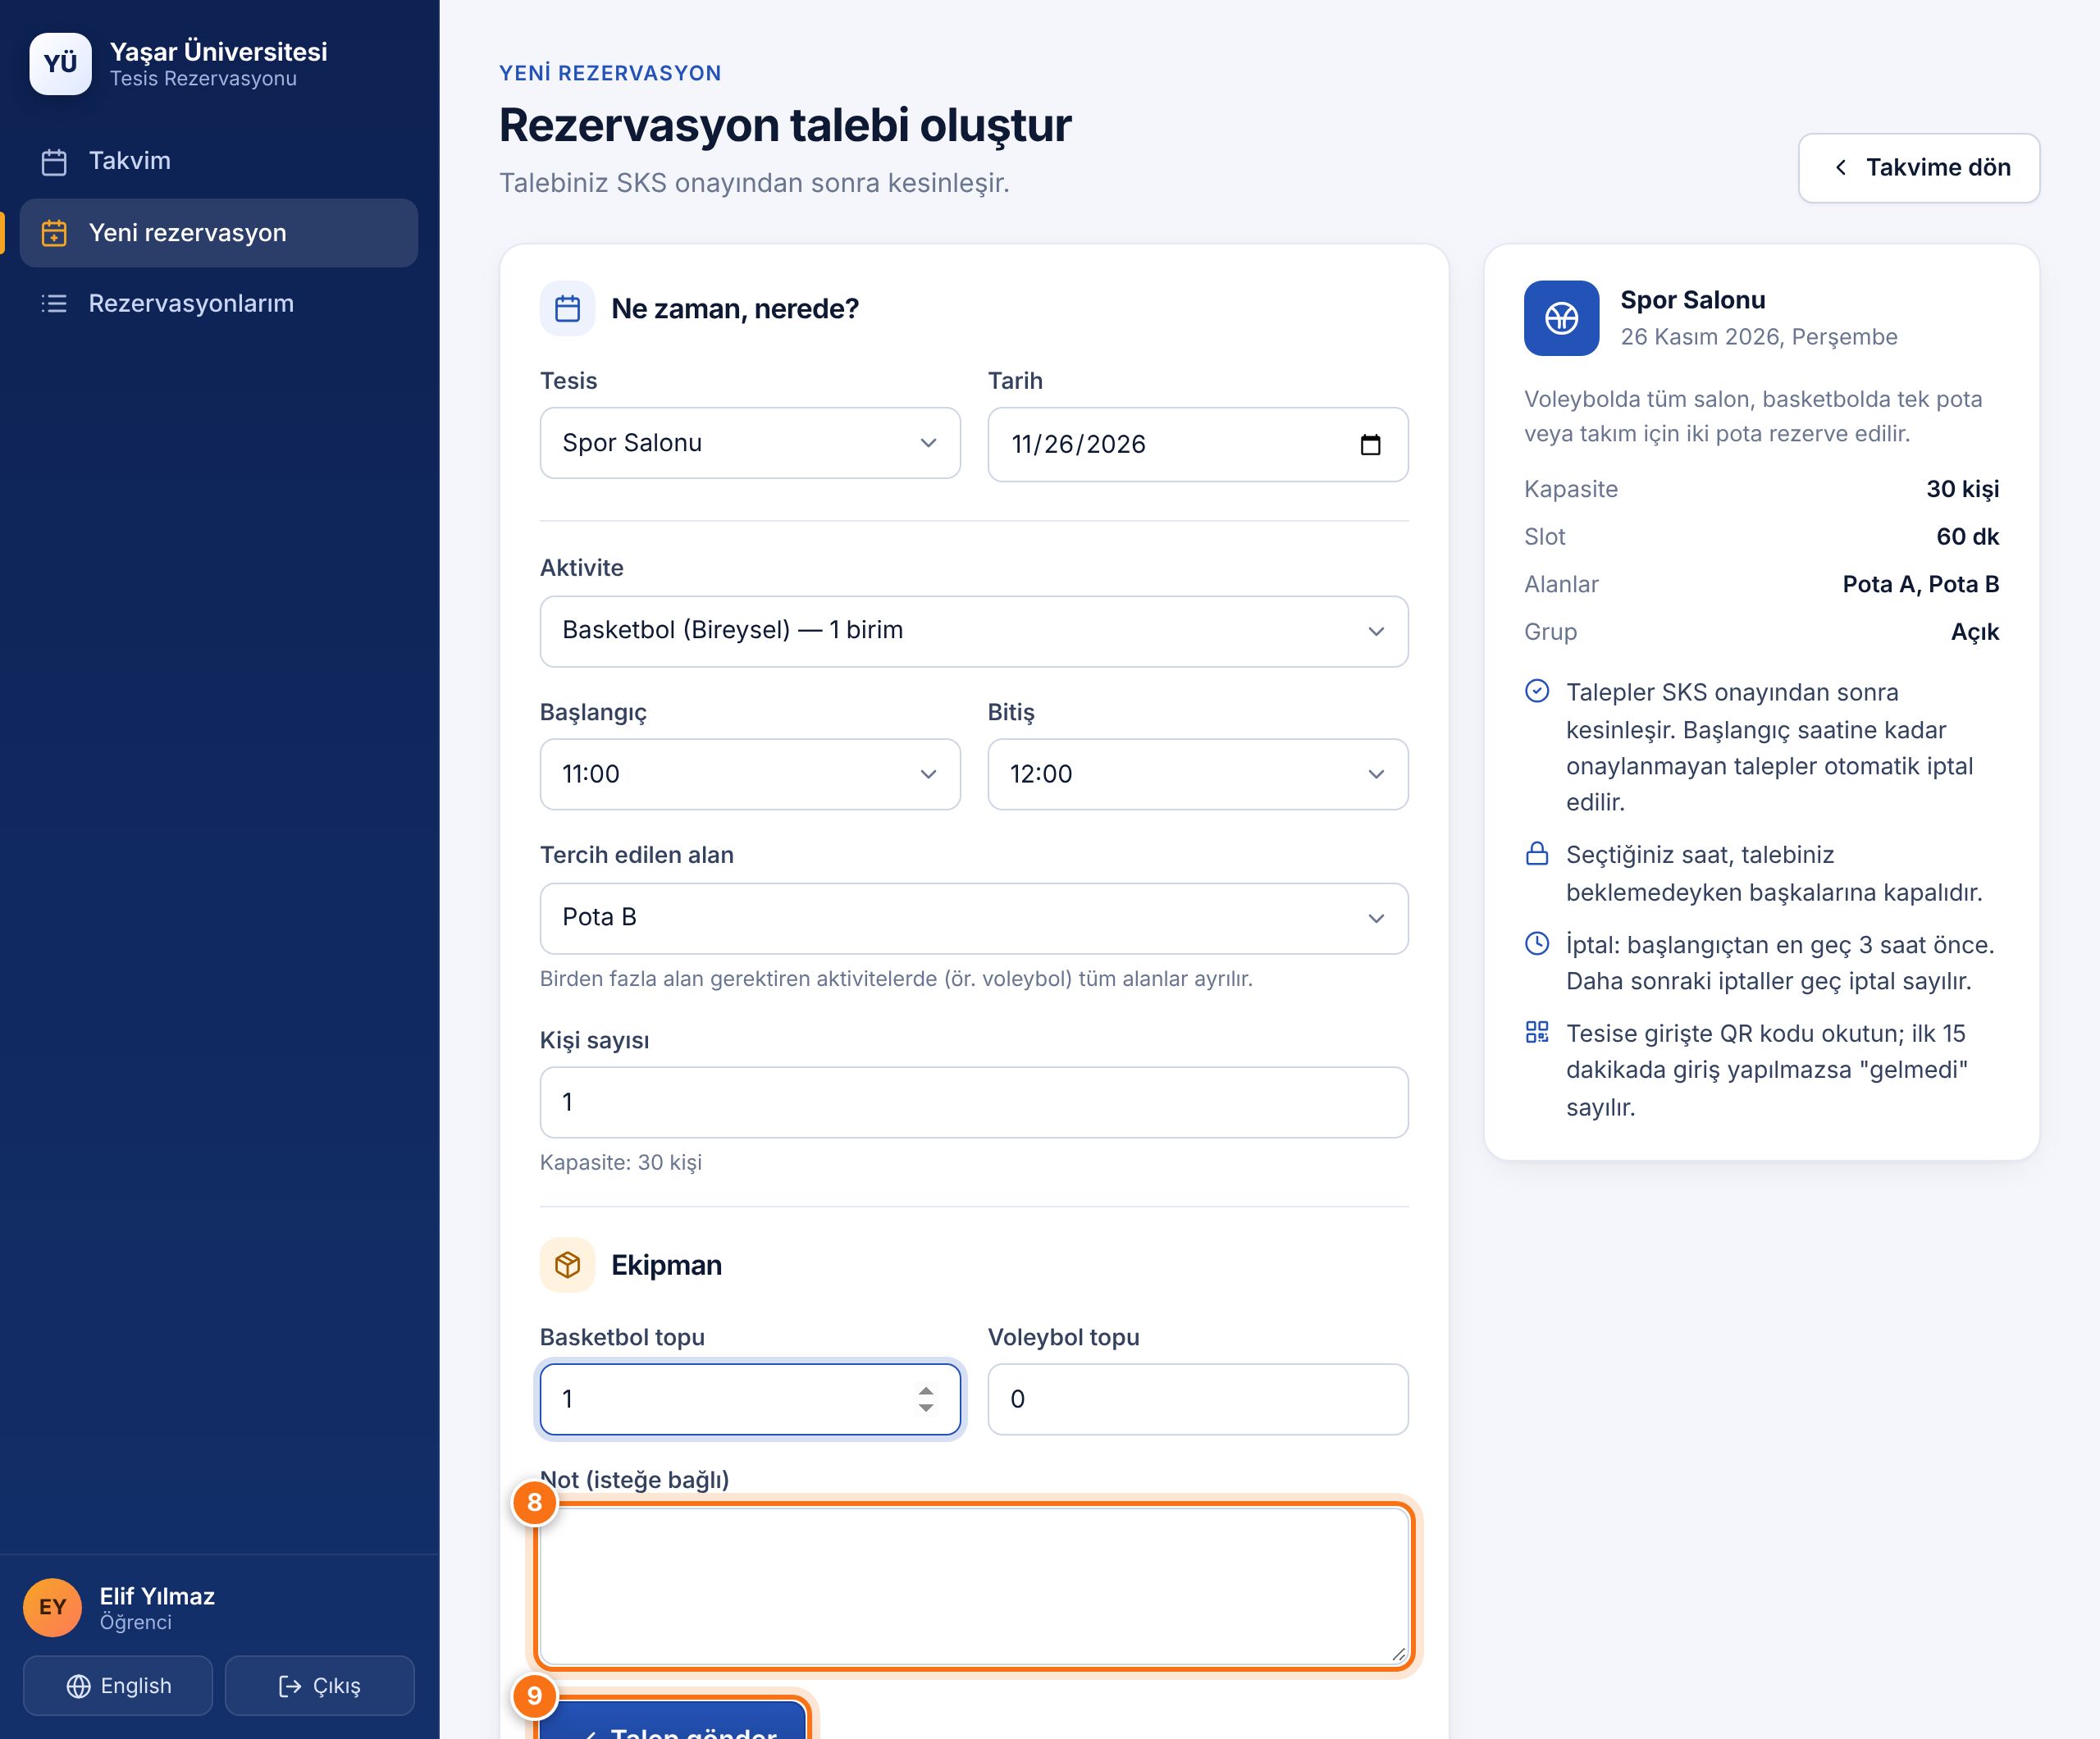 YÜ
Yaşar Üniversitesi
Tesis Rezervasyonu
Takvim
Yeni rezervasyon
Rezervasyonlarım
EY
Elif Yılmaz
Öğrenci
English
Çıkış
YENİ REZERVASYON
Rezervasyon talebi oluştur
Talebiniz SKS onayından sonra kesinleşir.
Takvime dön
Ne zaman, nerede?
Tesis
Tarih
Spor Salonu
11/26/2026
Aktivite
Basketbol (Bireysel) — 1 birim
Başlangıç
Bitiş
11:00
12:00
Tercih edilen alan
Pota B
Birden fazla alan gerektiren aktivitelerde (ör. voleybol) tüm alanlar ayrılır.
Kişi sayısı
1
Kapasite: 30 kişi
Ekipman
Basketbol topu
Voleybol topu
1
0
Not (isteğe bağlı)
8
9
Talep gönder
Spor Salonu
26 Kasım 2026, Perşembe
Voleybolda tüm salon, basketbolda tek pota
veya takım için iki pota rezerve edilir.
Kapasite
30 kişi
Slot
60 dk
Alanlar
Pota A, Pota B
Grup
Açık
Talepler SKS onayından sonra
kesinleşir. Başlangıç saatine kadar
onaylanmayan talepler otomatik iptal
edilir.
Seçtiğiniz saat, talebiniz
beklemedeyken başkalarına kapalıdır.
İptal: başlangıçtan en geç 3 saat önce.
Daha sonraki iptaller geç iptal sayılır.
Tesise girişte QR kodu okutun; ilk 15
dakikada giriş yapılmazsa "gelmedi"
sayılır.